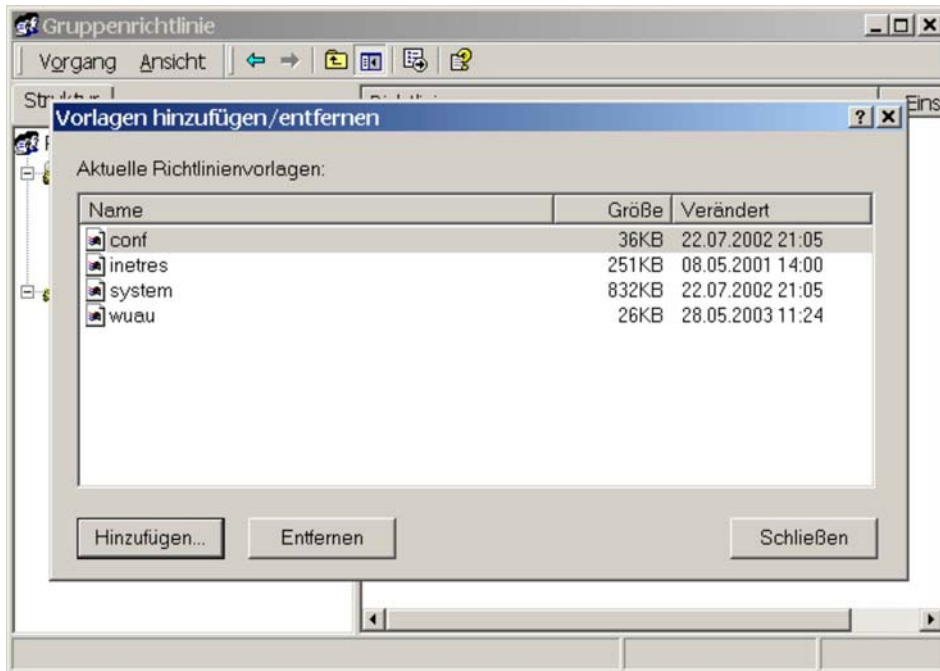 Gruppenrichtlinie
Vorgang Ansicht
Eins
Vorlagen hinzufügen/entfernen
Aktuelle Richtlinienvorlagen:
Name Größe Verändert
conf 36KB 22.07.2002 21:05
inetres 251KB 08.05.2001 14:00
system 832KB 22.07.2002 21:05
wuau 26KB 28.05.2003 11:24
Hinzufügen... Entfernen Schließen